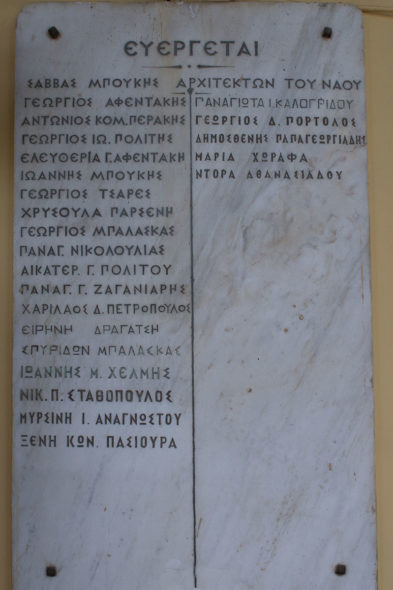 ΕΥΕΡΓΕΤΑΙ
ΣΑΒΒΑΣ ΜΠΟΥΚΗΣ ΑΡΧΙΤΕΚΤΩΝ ΤΟΥ ΝΑΟΥ
ΓΕΩΡΓΙΟΣ ΑΦΕΝΤΑΚΗΣ
ΑΝΤΩΝΙΟΣ ΚΟΜ. ΠΕΡΑΚΗΣ
ΓΕΩΡΓΙΟΣ ΙΩ. ΠΟΛΙΤΗΣ
ΕΛΕΥΘΕΡΙΑ Γ. ΑΦΕΝΤΑΚΗ
ΙΩΑΝΝΗΣ ΜΠΟΥΚΗΣ
ΓΕΩΡΓΙΟΣ ΤΣΑΡΕΣ
ΧΡΥΣΟΥΛΑ ΠΑΡΣΕΝΗ
ΓΕΩΡΓΙΟΣ ΜΠΑΛΑΣΚΑΣ
ΠΑΝΑΓ. ΝΙΚΟΛΟΥΛΙΑΣ
ΑΙΚΑΤΕΡ. Γ. ΠΟΛΙΤΟΥ
ΠΑΝΑΓ. Γ. ΖΑΓΑΝΙΑΡΗΣ
ΧΑΡΙΛΑΟΣ Δ. ΠΕΤΡΟΠΟΥΛΟΣ
ΕΙΡΗΝΗ ΔΡΑΓΑΤΣΗ
ΣΠΥΡΙΔΩΝ ΜΠΑΛΑΣΚΑΣ
ΙΩΑΝΝΗΣ Μ. ΧΕΛΜΗΣ
ΝΙΚ. Π. ΣΤΑΘΟΠΟΥΛΟΣ
ΜΥΡΣΙΝΗ Ι. ΑΝΑΓΝΩΣΤΟΥ
ΞΕΝΗ ΚΩΝ. ΠΑΣΙΟΥΡΑ
ΠΑΝΑΓΙΩΤΑ Ι. ΚΑΛΟΓΡΙΔΟΥ
ΓΕΩΡΓΙΟΣ Δ. ΠΟΡΤΟΛΟΣ
ΔΗΜΟΣΘΕΝΗΣ ΠΑΠΑΓΕΩΡΓΙΑΔΗΣ
ΜΑΡΙΑ ΧΩΡΑΦΑ
ΝΤΟΡΑ ΑΘΑΝΑΣΙΑΔΟΥ